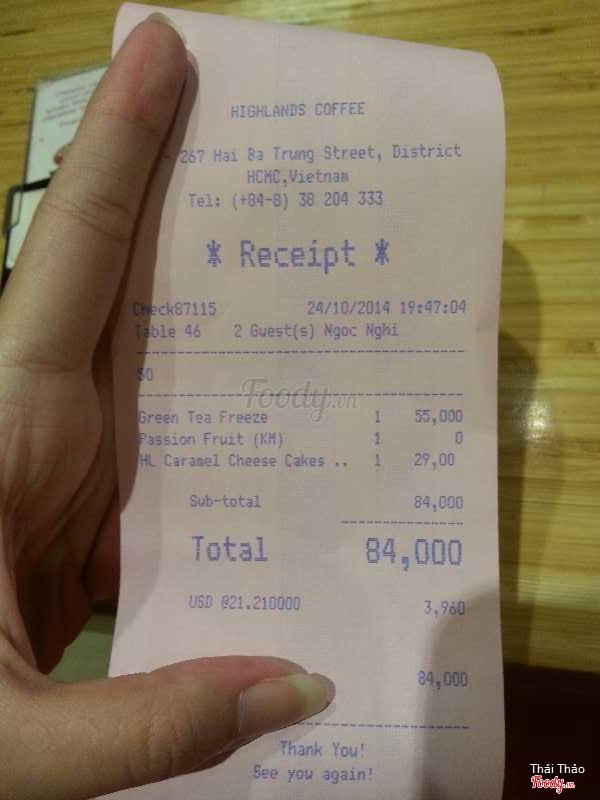 HIGHLANDS COFFEE
- 267 Hai Ba Trung Street, District
HCMC,Vietnam
Tel: (+84-8) 38 204 333
* Receipt *
Check87115 24/10/2014 19:47:04
Table 46 2 Guest(s) Ngoc Nghi
SO
Foody.vn
Green Tea Freeze 1 55,000
Passion Fruit (KM) 1 0
HL Caramel Cheese Cakes .. 1 29,00
Sub-total 84,000
Total 84,000
USD @21.210000 3,960
84,000
Thank You!
See you again!
Thái Thảo
Foody.vn